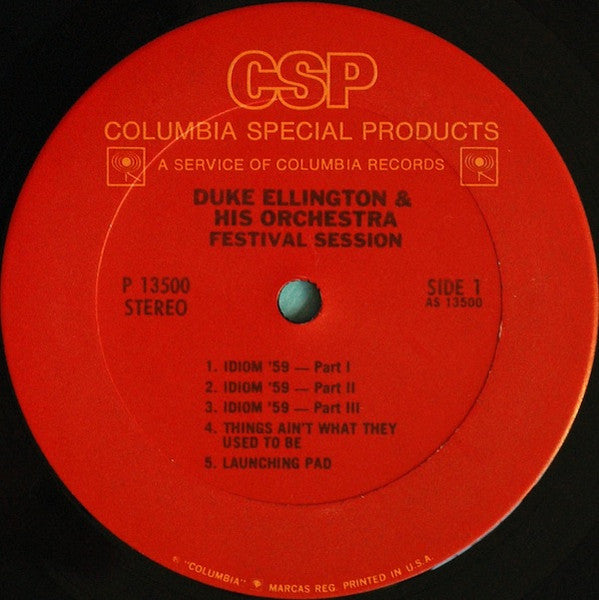 CSP
COLUMBIA SPECIAL PRODUCTS
A SERVICE OF COLUMBIA RECORDS
DUKE ELLINGTON &
HIS ORCHESTRA
FESTIVAL SESSION
P 13500
STEREO
SIDE 1
AS 13500
1. IDIOM '59 — Part I
2. IDIOM '59 — Part II
3. IDIOM '59 — Part III
4. THINGS AIN'T WHAT THEY
USED TO BE
5. LAUNCHING PAD
"COLUMBIA" MARCAS REG. PRINTED IN U.S.A.